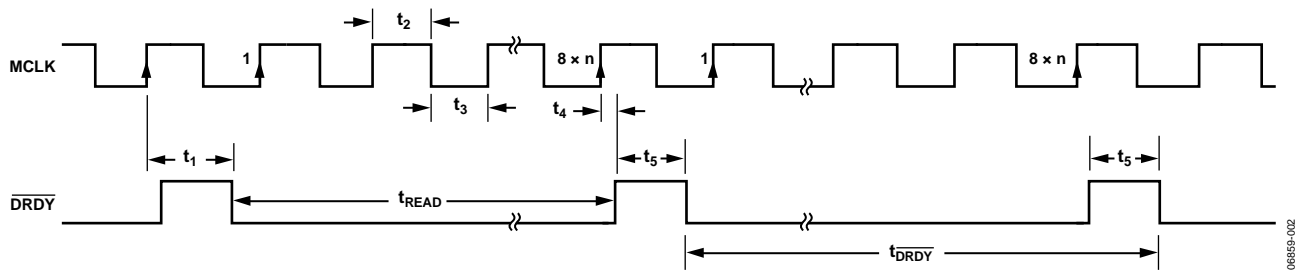 t2
MCLK
1
8 × n
1
8 × n
t3
t4
t1
t5
t5
DRDY
tREAD
tDRDY
06859-002